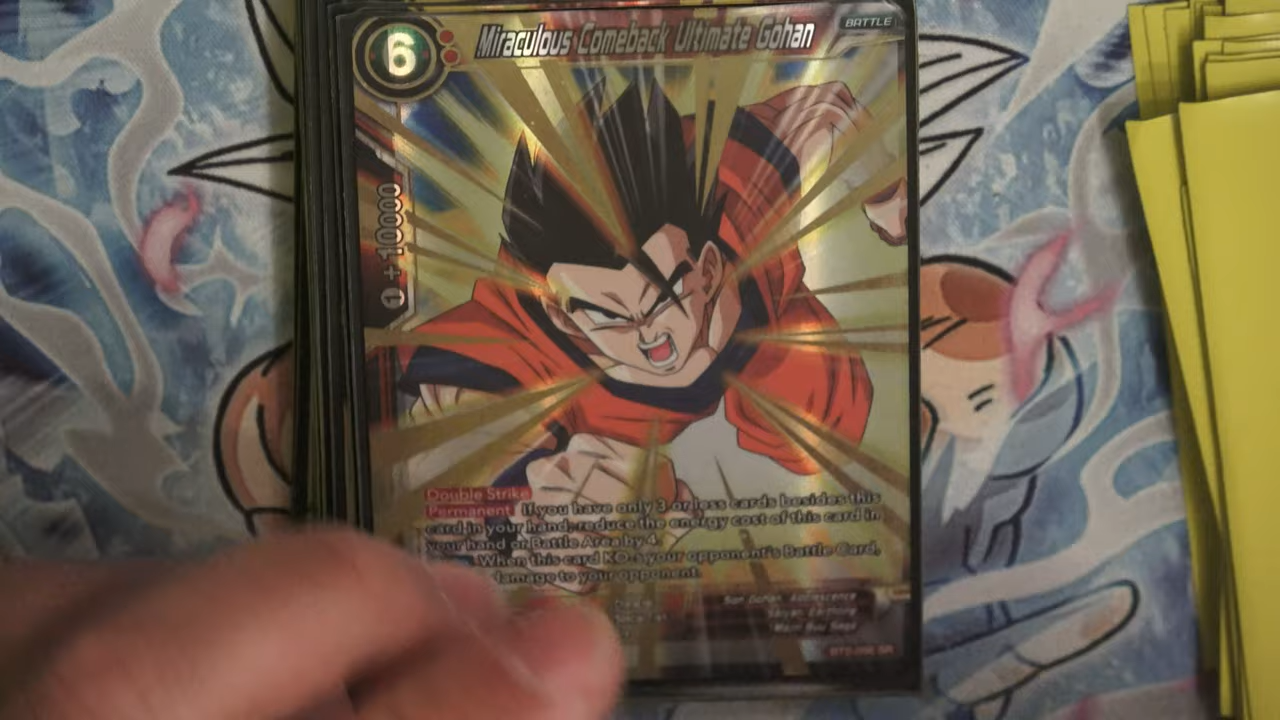 6
Miraculous Comeback Ultimate Gohan
BATTLE
1 +10000
Double Strike
Permanent If you have only 3 or less cards besides this
card in your hand, reduce the energy cost of this card in
your hand or Battle Area by 4.
When this card KO-s your opponent's Battle Card,
damage to your opponent.
Son Gohan: Adolescence
Saiyan, Earthling
Majin Buu Saga
SR